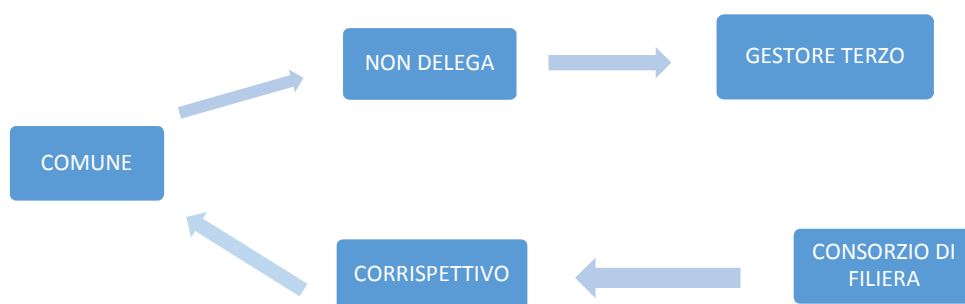 NON DELEGA
GESTORE TERZO
COMUNE
CORRISPETTIVO
CONSORZIO DI
FILIERA